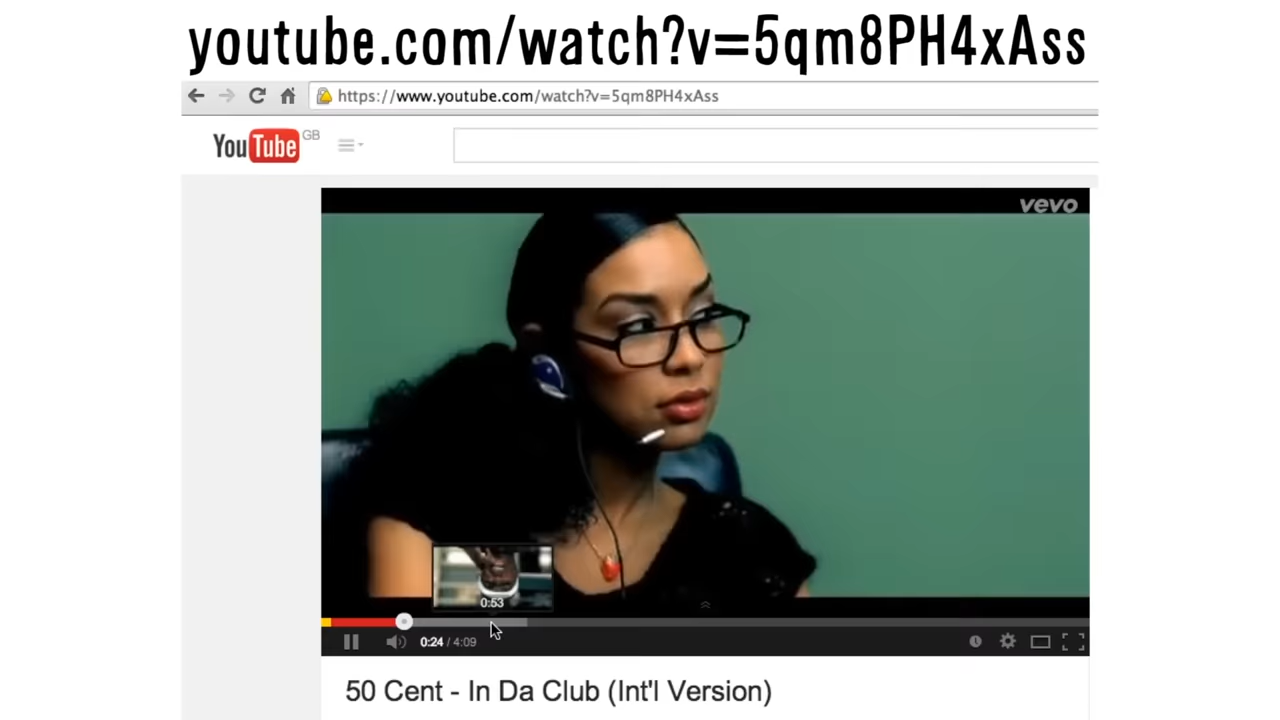 youtube.com/watch?v=5qm8PH4xAss
https://www.youtube.com/watch?v=5qm8PH4xAss
YouTube GB
vevo
0:53
0:24 / 4:09
50 Cent - In Da Club (Int'l Version)